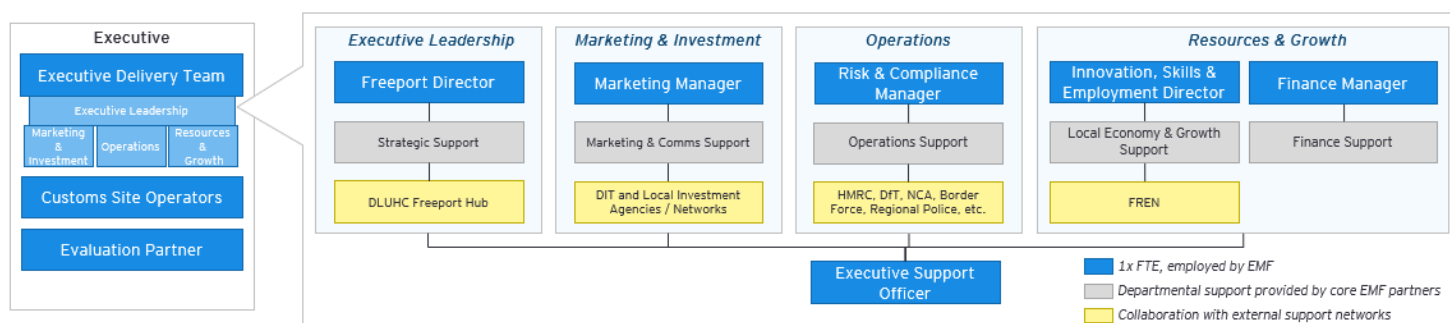 Executive
Executive Delivery Team
Executive Leadership
Marketing
&
Investment
Operations
Resources
&
Growth
Customs Site Operators
Evaluation Partner
Executive Leadership
Freeport Director
Strategic Support
DLUHC Freeport Hub
Marketing & Investment
Marketing Manager
Marketing & Comms Support
DIT and Local Investment
Agencies / Networks
Operations
Risk & Compliance
Manager
Operations Support
HMRC, DfT, NCA, Border
Force, Regional Police, etc.
Resources & Growth
Innovation, Skills &
Employment Director
Local Economy & Growth
Support
FREN
Finance Manager
Finance Support
Executive Support
Officer
1x FTE, employed by EMF
Departmental support provided by core EMF partners
Collaboration with external support networks